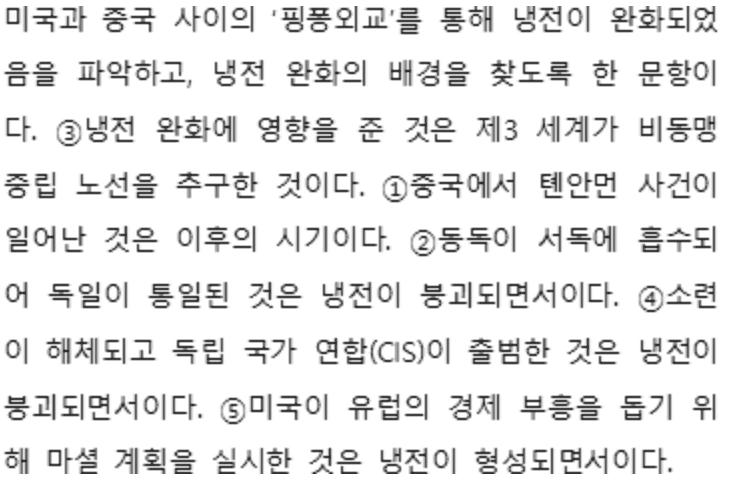 미국과 중국 사이의 ‘핑퐁외교’를 통해 냉전이 완화되었
음을 파악하고, 냉전 완화의 배경을 찾도록 한 문항이
다. ③냉전 완화에 영향을 준 것은 제3 세계가 비동맹
중립 노선을 추구한 것이다. ①중국에서 톈안먼 사건이
일어난 것은 이후의 시기이다. ②동독이 서독에 흡수되
어 독일이 통일된 것은 냉전이 붕괴되면서이다. ④소련
이 해체되고 독립 국가 연합(CIS)이 출범한 것은 냉전이
붕괴되면서이다. ⑤미국이 유럽의 경제 부흥을 돕기 위
해 마셜 계획을 실시한 것은 냉전이 형성되면서이다.